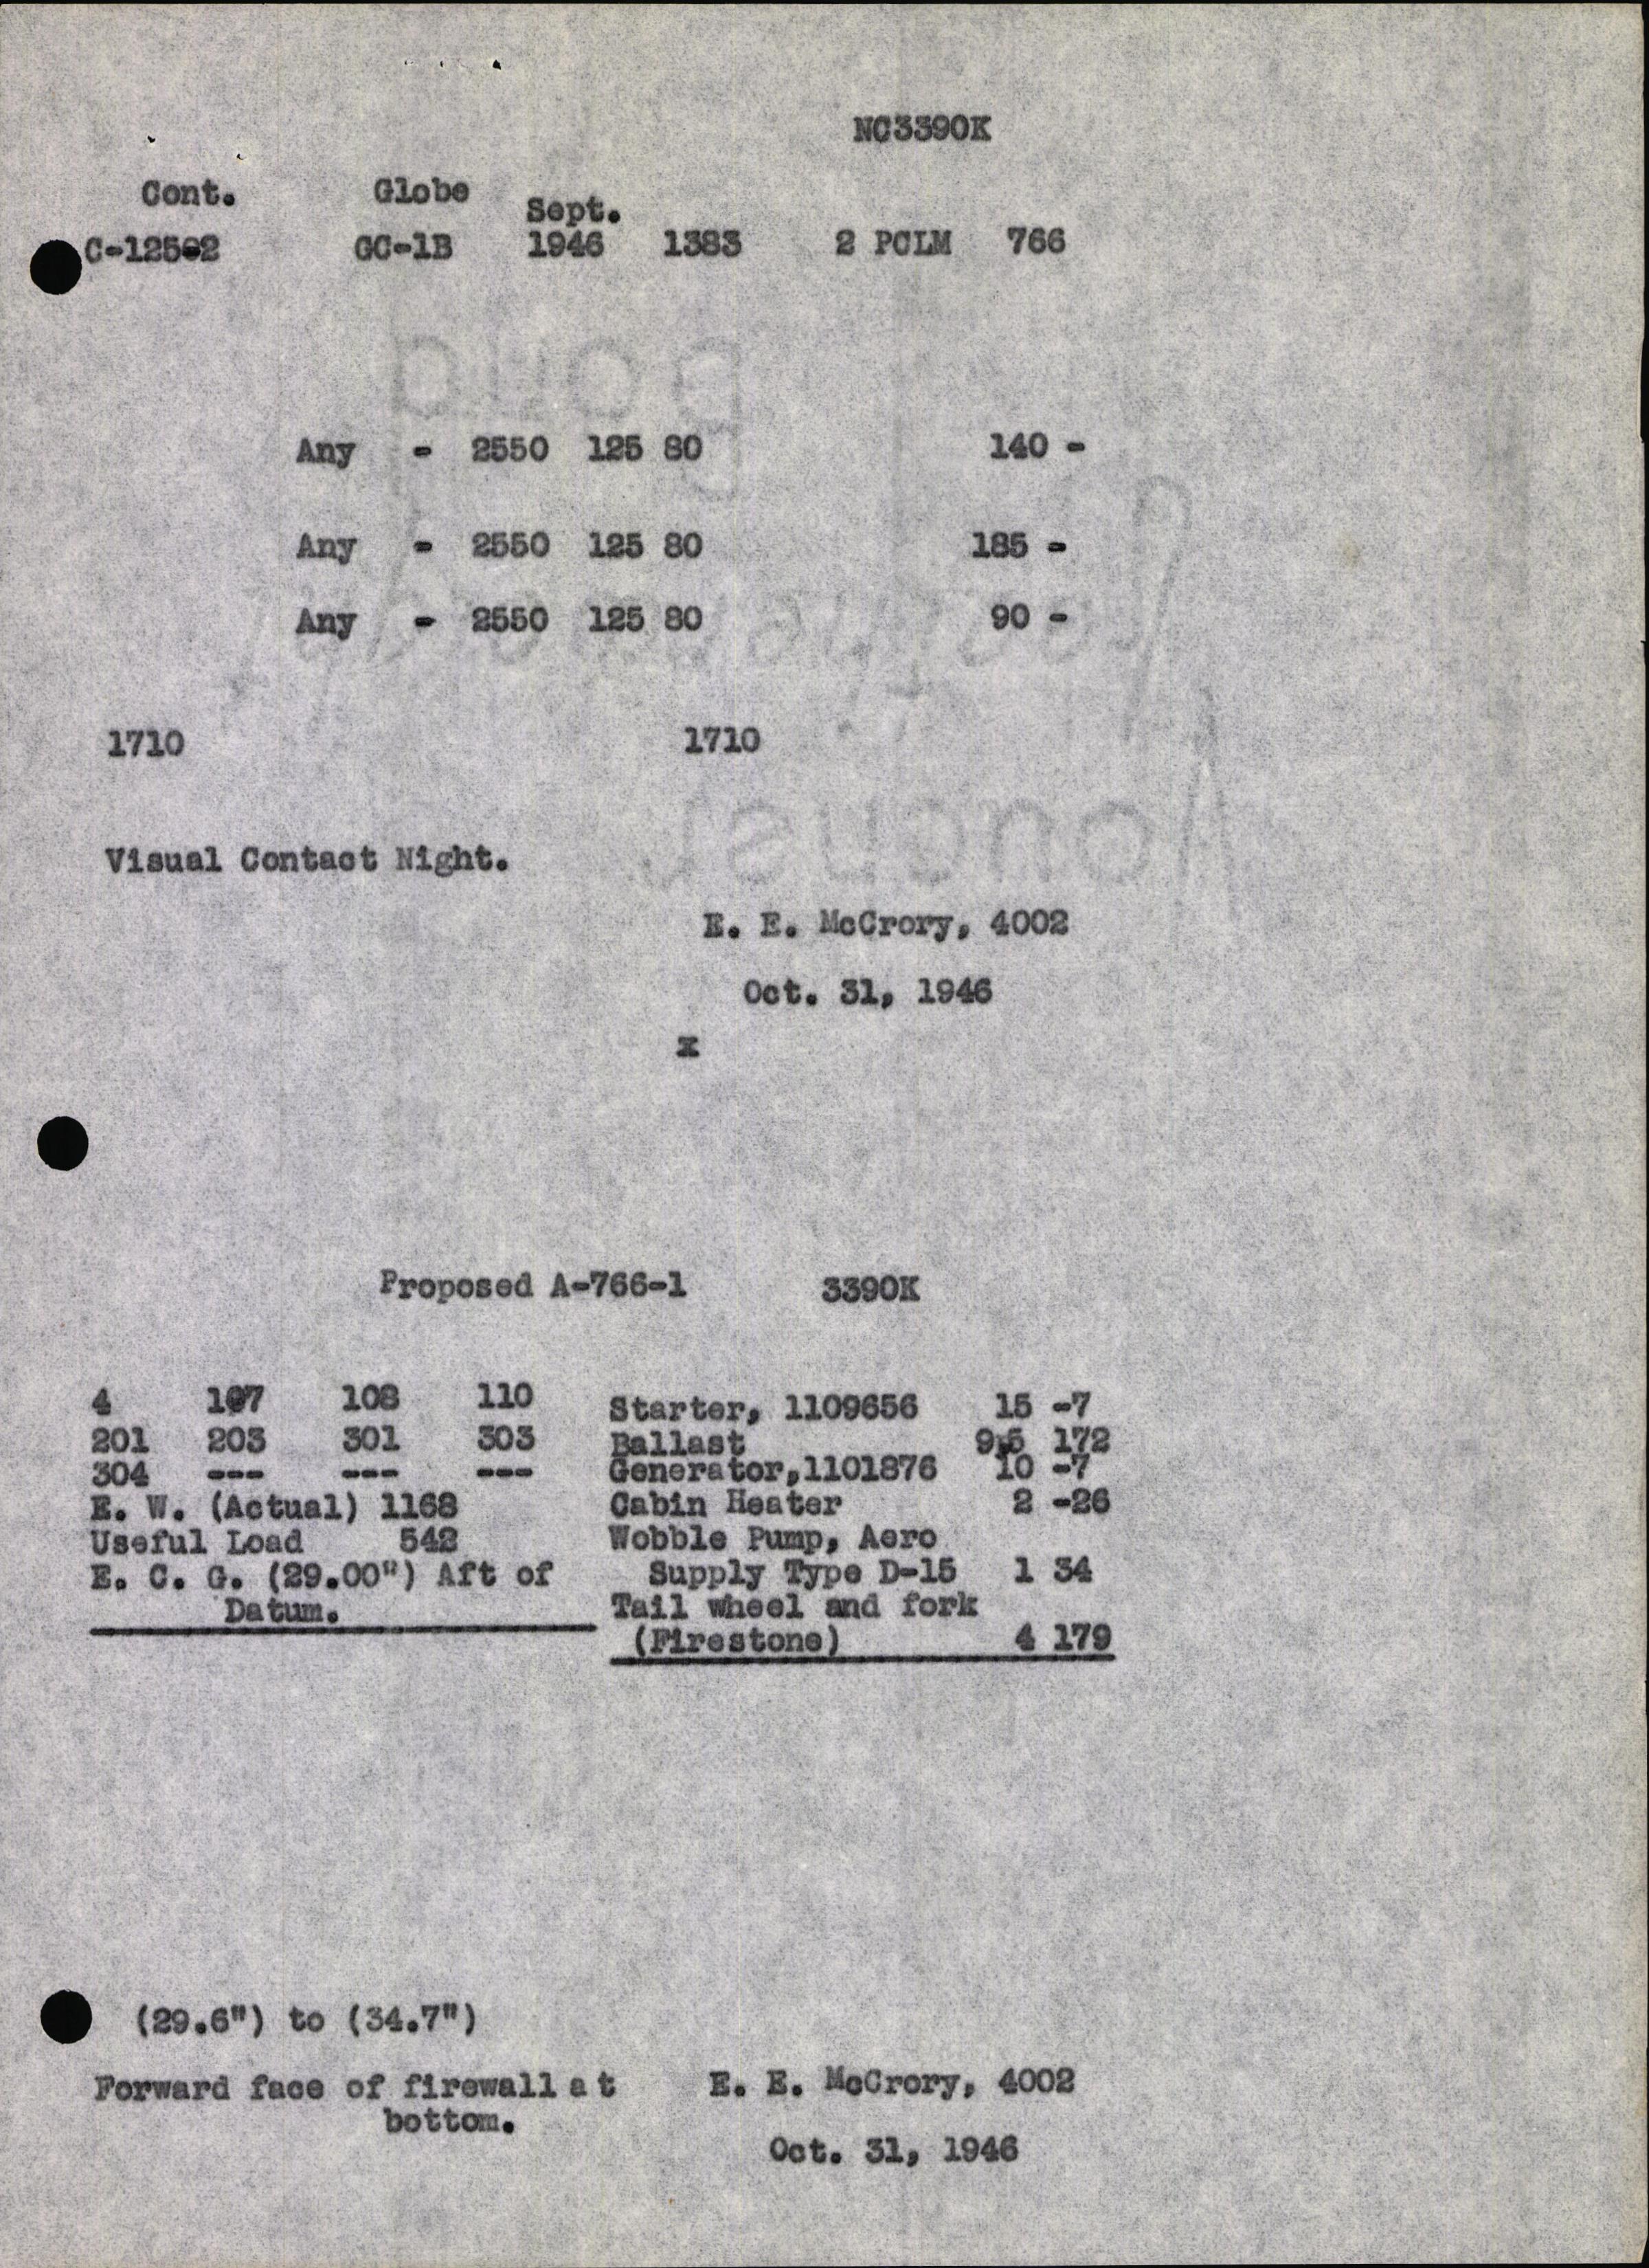 NC3390K
Cont. Globe
Sept.
C-12502 GC-1B 1946 1383 2 PCLM 766
Any - 2550 125 80 140 -
Any - 2550 125 80 185 -
Any - 2550 125 80 90 -
1710 1710
Visual Contact Night.
E. E. McCrory, 4002
Oct. 31, 1946
x
Proposed A-766-1 3390K
4 107 108 110 Starter, 1109656 15 -7
201 203 301 303 Ballast 9.5 172
304 --- --- --- Generator,1101876 10 -7
E. W. (Actual) 1168 Cabin Heater 2 -26
Useful Load 542 Wobble Pump, Aero
E. C. G. (29.00") Aft of Supply Type D-15 1 34
Datum. Tail wheel and fork
(Firestone) 4 179
(29.6") to (34.7")
Forward face of firewall at E. E. McCrory, 4002
bottom.
Oct. 31, 1946